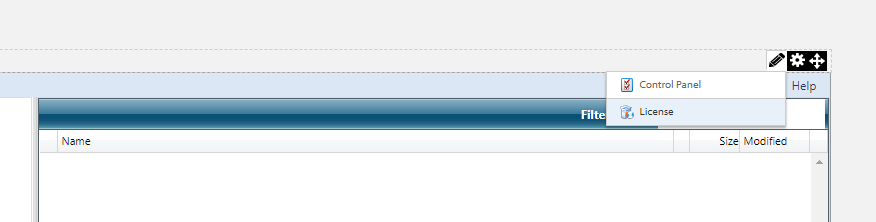 Control Panel
Help
License
Filte
Name
Size
Modified